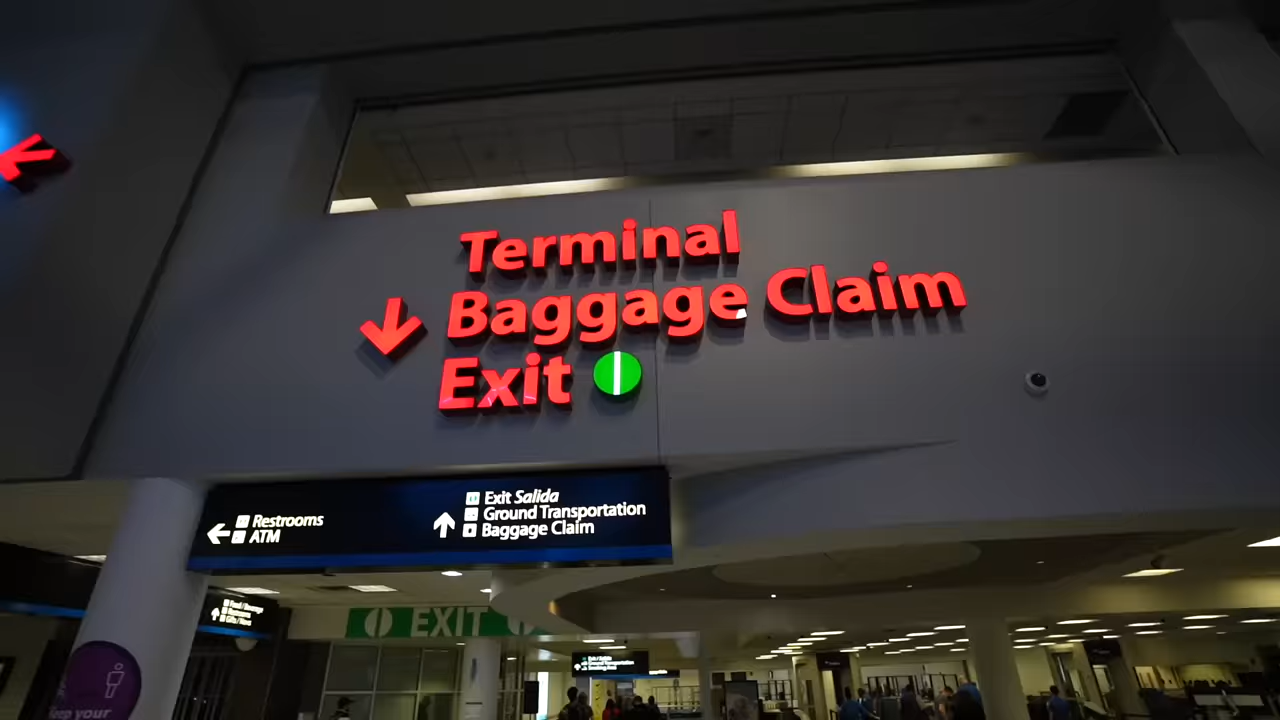 Terminal
Baggage Claim
Exit
Restrooms
ATM
Exit Salida
Ground Transportation
Baggage Claim
EXIT